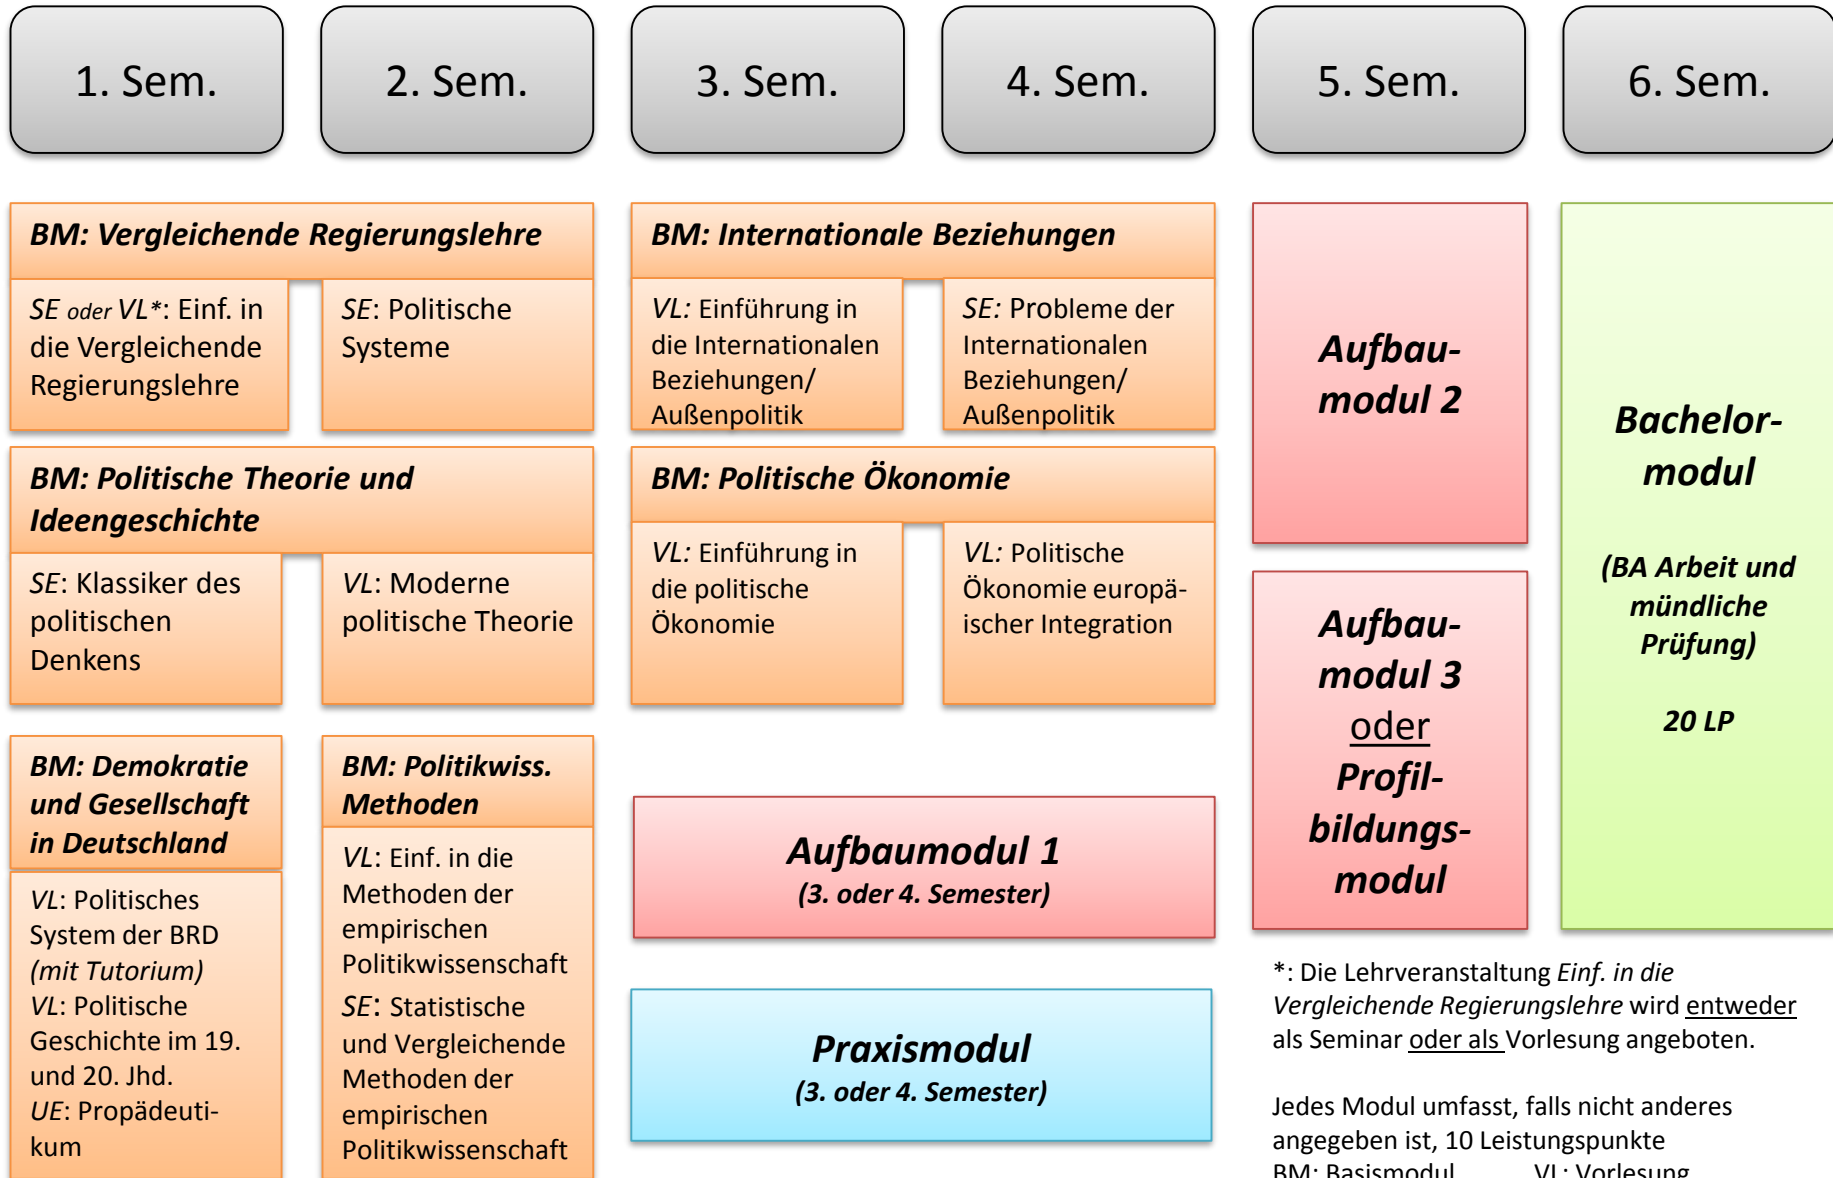 1. Sem.
2. Sem.
3. Sem.
4. Sem.
5. Sem.
6. Sem.
BM: Vergleichende Regierungslehre
SE oder VL*: Einf. in
die Vergleichende
Regierungslehre
SE: Politische
Systeme
BM: Politische Theorie und
Ideengeschichte
SE: Klassiker des
politischen
Denkens
VL: Moderne
politische Theorie
BM: Demokratie
und Gesellschaft
in Deutschland
VL: Politisches
System der BRD
(mit Tutorium)
VL: Politische
Geschichte im 19.
und 20. Jhd.
UE: Propädeuti-
kum
BM: Politikwiss.
Methoden
VL: Einf. in die
Methoden der
empirischen
Politikwissenschaft
SE: Statistische
und Vergleichende
Methoden der
empirischen
Politikwissenschaft
BM: Internationale Beziehungen
VL: Einführung in
die Internationalen
Beziehungen/
Außenpolitik
SE: Probleme der
Internationalen
Beziehungen/
Außenpolitik
BM: Politische Ökonomie
VL: Einführung in
die politische
Ökonomie
VL: Politische
Ökonomie europä-
ischer Integration
Aufbaumodul 1
(3. oder 4. Semester)
Praxismodul
(3. oder 4. Semester)
Aufbau-
modul 2
Aufbau-
modul 3
oder
Profil-
bildungs-
modul
Bachelor-
modul
(BA Arbeit und
mündliche
Prüfung)
20 LP
*: Die Lehrveranstaltung Einf. in die
Vergleichende Regierungslehre wird entweder
als Seminar oder als Vorlesung angeboten.
Jedes Modul umfasst, falls nicht anderes
angegeben ist, 10 Leistungspunkte
BM: Basismodul VL: Vorlesung